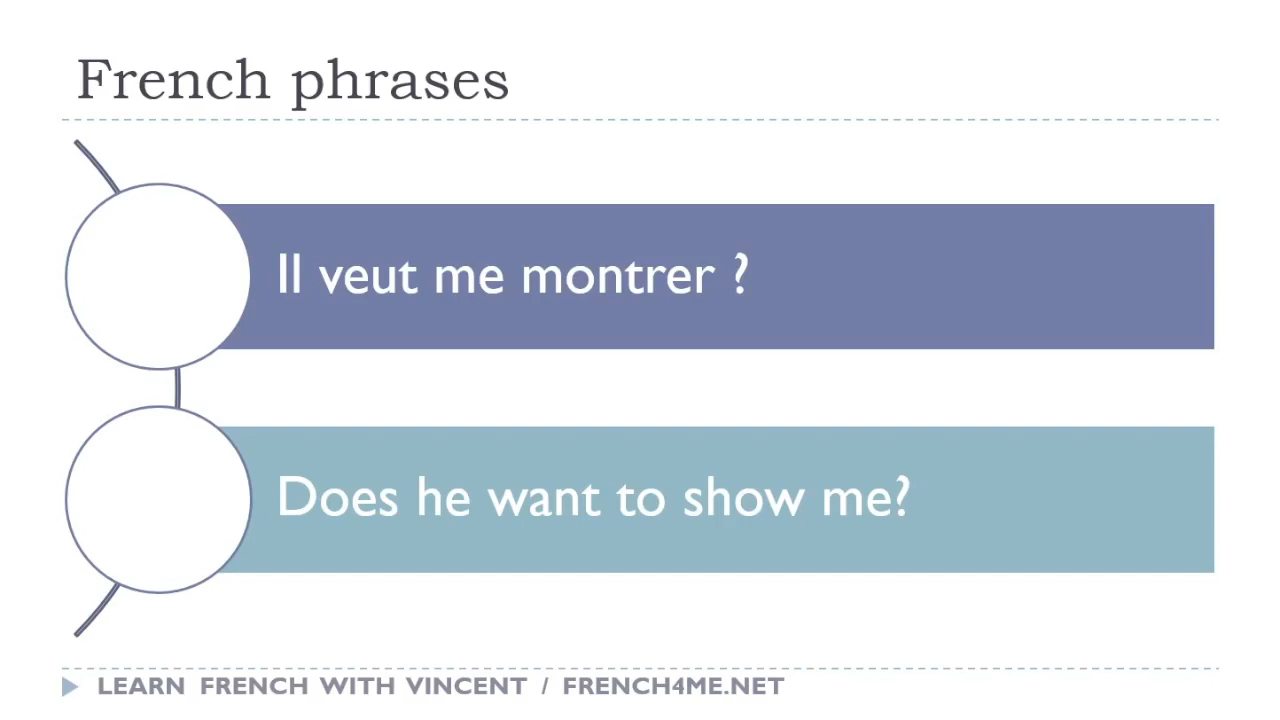 French phrases
Il veut me montrer ?
Does he want to show me?
LEARN FRENCH WITH VINCENT / FRENCH4ME.NET